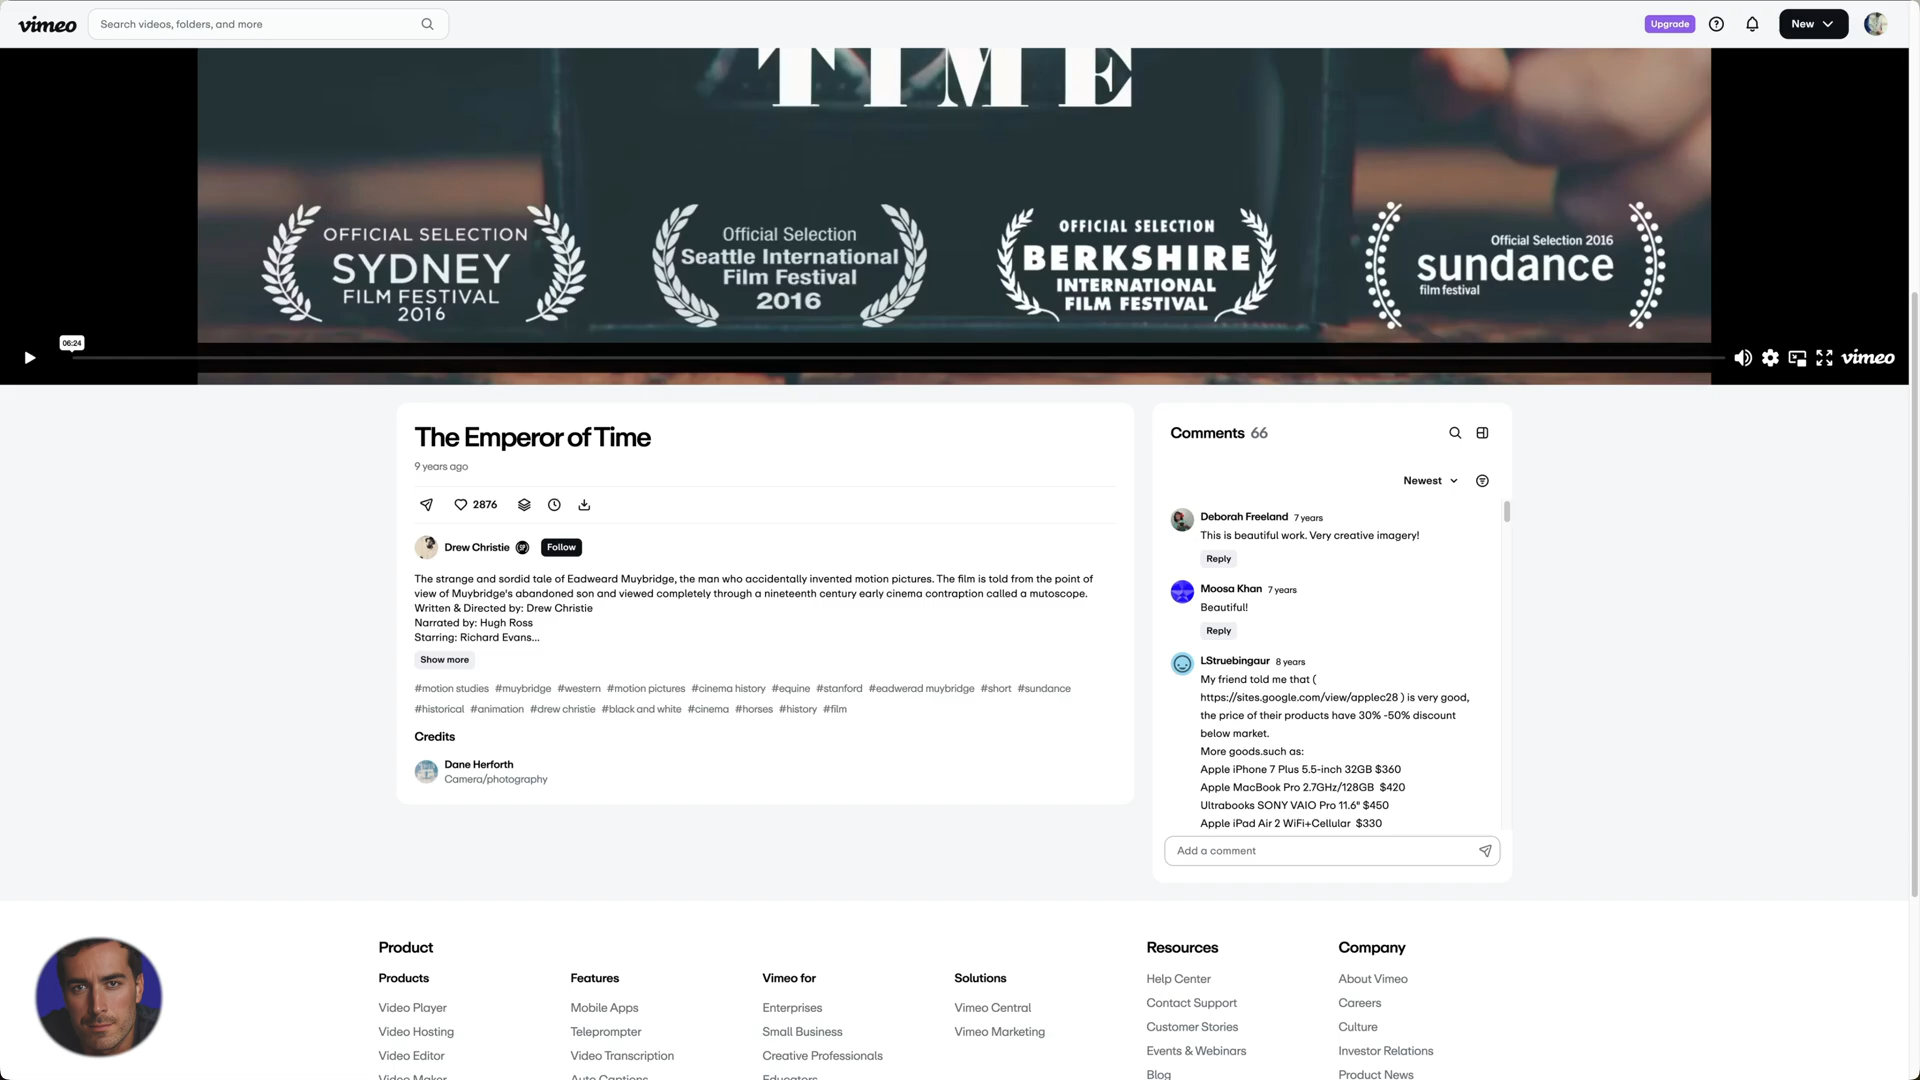 vimeo
Search videos, folders, and more
Upgrade
New
TIME
OFFICIAL SELECTION
SYDNEY
FILM FESTIVAL
2016
Official Selection
Seattle International
Film Festival
2016
OFFICIAL SELECTION
BERKSHIRE
INTERNATIONAL
FILM FESTIVAL
Official Selection 2016
sundance
film festival
06:24
vimeo
The Emperor of Time
9 years ago
2876
Drew Christie
Follow
The strange and sordid tale of Eadweard Muybridge, the man who accidentally invented motion pictures. The film is told from the point of
view of Muybridge's abandoned son and viewed completely through a nineteenth century early cinema contraption called a mutoscope.
Written & Directed by: Drew Christie
Narrated by: Hugh Ross
Starring: Richard Evans...
Show more
#motion studies #muybridge #western #motion pictures #cinema history #equine #stanford #eadwerad muybridge #short #sundance
#historical #animation #drew christie #black and white #cinema #horses #history #film
Credits
Dane Herforth
Camera/photography
Comments 66
Newest
Deborah Freeland 7 years
This is beautiful work. Very creative imagery!
Reply
Moosa Khan 7 years
Beautiful!
Reply
LStruebingaur 8 years
My friend told me that (
https://sites.google.com/view/applec28 ) is very good,
the price of their products have 30% -50% discount
below market.
More goods.such as:
Apple iPhone 7 Plus 5.5-inch 32GB $360
Apple MacBook Pro 2.7GHz/128GB $420
Ultrabooks SONY VAIO Pro 11.6" $450
Apple iPad Air 2 WiFi+Cellular $330
Add a comment
Product
Products
Video Player
Video Hosting
Video Editor
Video Maker
Features
Mobile Apps
Teleprompter
Video Transcription
Auto Captions
Vimeo for
Enterprises
Small Business
Creative Professionals
Educators
Solutions
Vimeo Central
Vimeo Marketing
Resources
Help Center
Contact Support
Customer Stories
Events & Webinars
Blog
Company
About Vimeo
Careers
Culture
Investor Relations
Product News